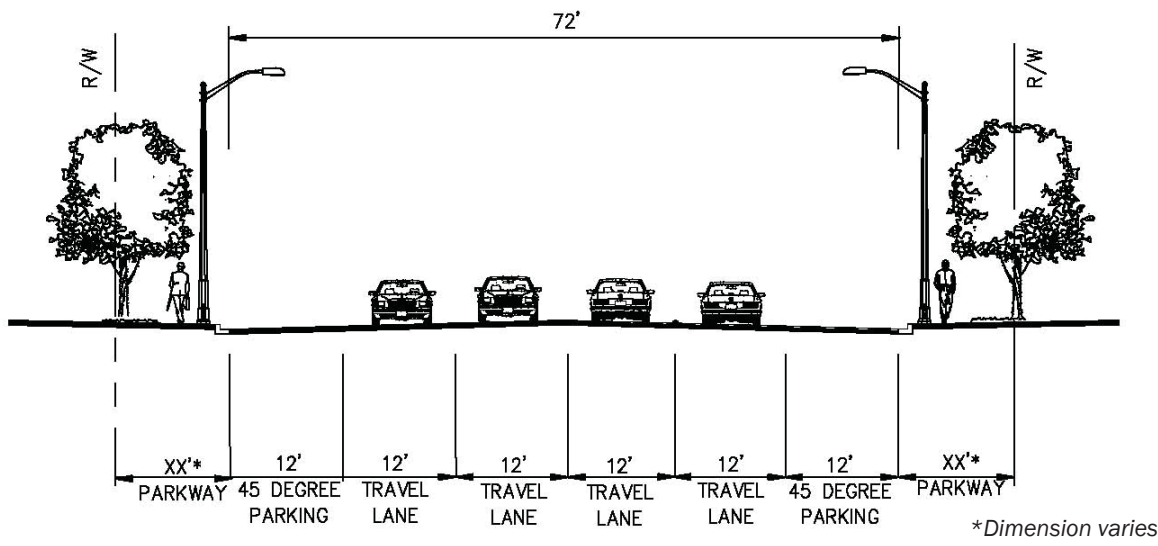 72'
R/W
R/W
XX'*
12'
12'
12'
12'
12'
12'
XX'*
PARKWAY
45 DEGREE
PARKING
TRAVEL
LANE
TRAVEL
LANE
TRAVEL
LANE
TRAVEL
LANE
45 DEGREE
PARKING
PARKWAY
*Dimension varies